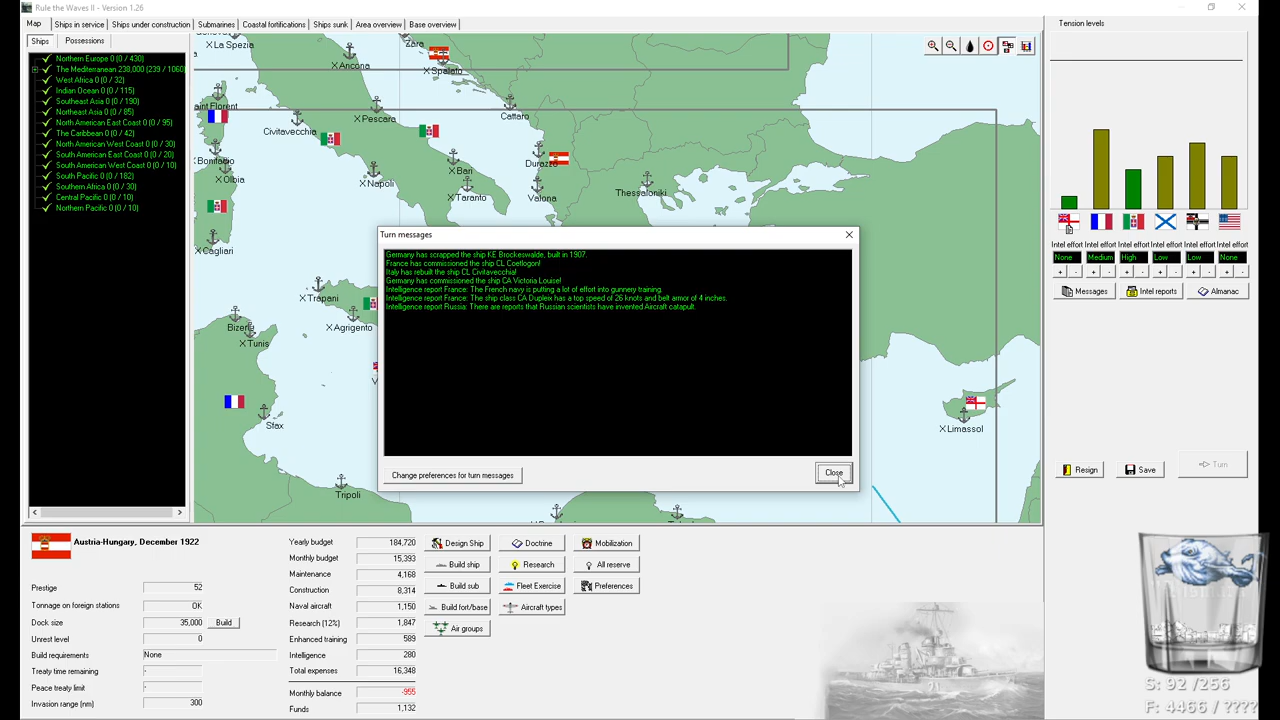 Rule the Waves II - Version 1.26
Map
Ships in service
Ships under construction
Submarines
Coastal fortifications
Ships sunk
Area overview
Base overview
Ships
Possessions
Northern Europe 0 (0 / 430)
The Mediterranean 238,000 (239 / 1060)
West Africa 0 (0 / 32)
Indian Ocean 0 (0 / 115)
Southeast Asia 0 (0 / 190)
Northeast Asia 0 (0 / 85)
North American East Coast 0 (0 / 95)
The Caribbean 0 (0 / 42)
North American West Coast 0 (0 / 30)
South American East Coast 0 (0 / 20)
South American West Coast 0 (0 / 10)
South Pacific 0 (0 / 182)
Southern Africa 0 (0 / 30)
Central Pacific 0 (0 / 10)
Northern Pacific 0 (0 / 10)
X La Spezia
Zara
X Ancona
X Spalato
aint Florent
Civitavecchia
X Pescara
Cattaro
Bonifacio
X Olbia
X Napoli
X Bari
X Taranto
Durazzo
Valona
Thessaloniki
X Cagliari
X Trapani
Bizerte
X Tunis
X Agrigento
Sfax
Tripoli
X Limassol
Turn messages
Germany has scrapped the ship KE Brockeswalde, built in 1907.
France has commissioned the ship CL Coetlogon!
Italy has rebuilt the ship CL Civitavecchia!
Germany has commissioned the ship CA Victoria Louise!
Intelligence report France: The French navy is putting a lot of effort into gunnery training.
Intelligence report France: The ship class CA Dupleix has a top speed of 26 knots and belt armor of 4 inches.
Intelligence report Russia: There are reports that Russian scientists have invented Aircraft catapult.
Change preferences for turn messages
Close
Tension levels
Intel effort Intel effort Intel effort Intel effort Intel effort Intel effort
None Medium High Low Low None
+ - + - + - + - + - + -
Messages
Intel reports
Almanac
Resign
Save
Turn
Austria-Hungary, December 1922
Prestige 52
Tonnage on foreign stations OK
Dock size 35,000 Build
Unrest level 0
Build requirements None
Treaty time remaining -
Peace treaty limit -
Invasion range (nm) 300
Yearly budget 184,720
Monthly budget 15,393
Maintenance 4,168
Construction 8,314
Naval aircraft 1,150
Research (12%) 1,847
Enhanced training 589
Intelligence 280
Total expenses 16,348
Monthly balance -955
Funds 1,132
Design Ship
Doctrine
Mobilization
Build ship
Research
All reserve
Build sub
Fleet Exercise
Preferences
Build fort/base
Aircraft types
Air groups
71
S: 92 /256
F: 4466 / ????